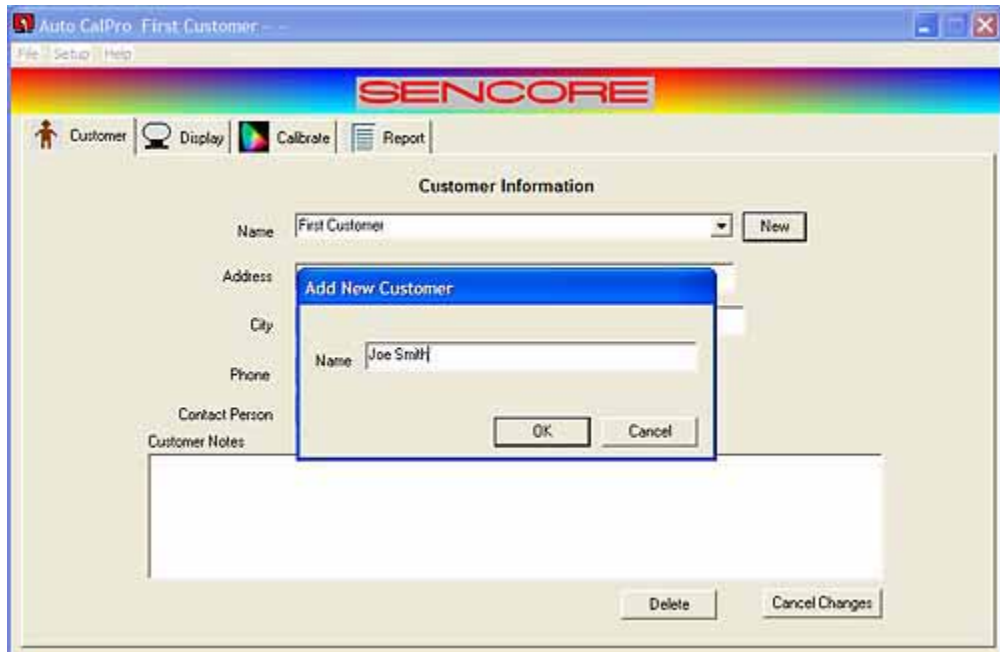 Auto CalPro First Customer - -
File Setup Help
SENCORE
Customer Display Calibrate Report
Customer Information
Name First Customer New
Address
Add New Customer
City
Name Joe Smith
Phone
Contact Person
OK Cancel
Customer Notes
Delete Cancel Changes